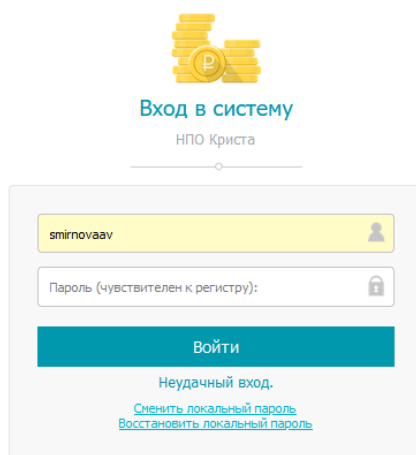 Вход в систему
НПО Криста
smirnovaav
Пароль (чувствителен к регистру):
Войти
Неудачный вход.
Сменить локальный пароль
Восстановить локальный пароль